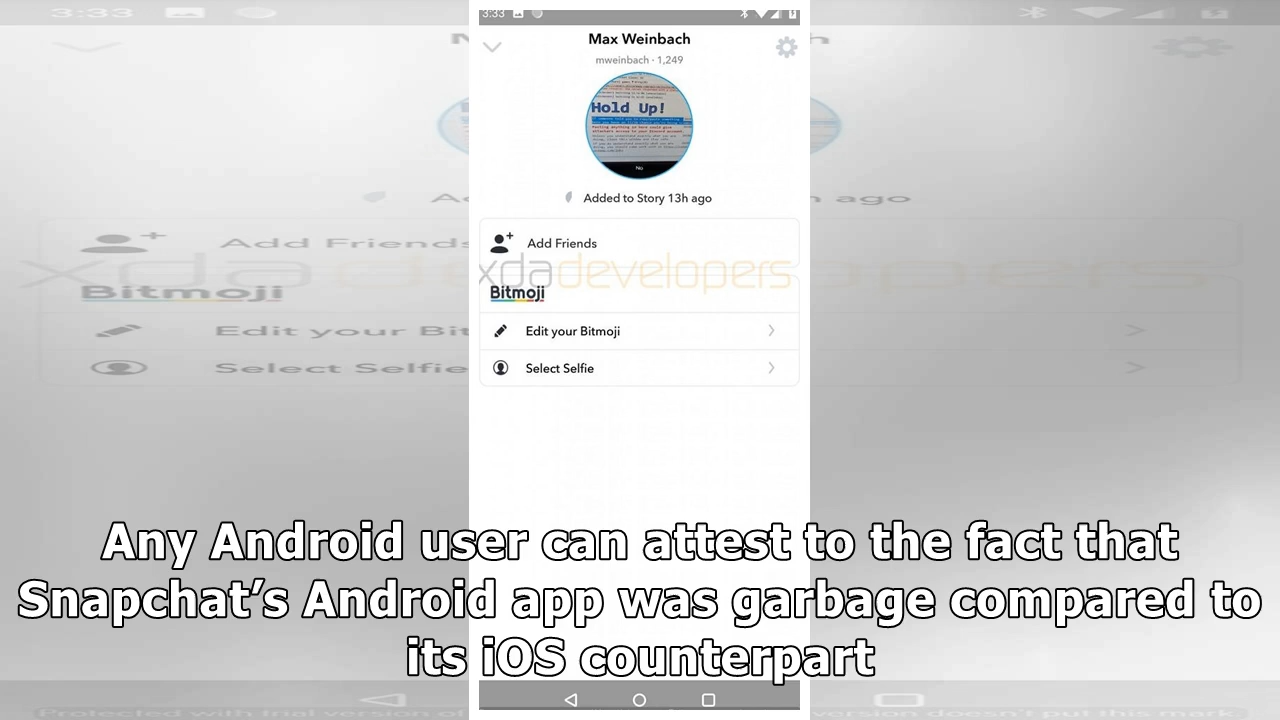 3:33
Max Weinbach
mweinbach · 1,249
Hold Up!
No
Added to Story 13h ago
Add Friends
xdadevelopers
Bitmoji
Edit your Bitmoji
Select Selfie
Any Android user can attest to the fact that
Snapchat’s Android app was garbage compared to
its iOS counterpart